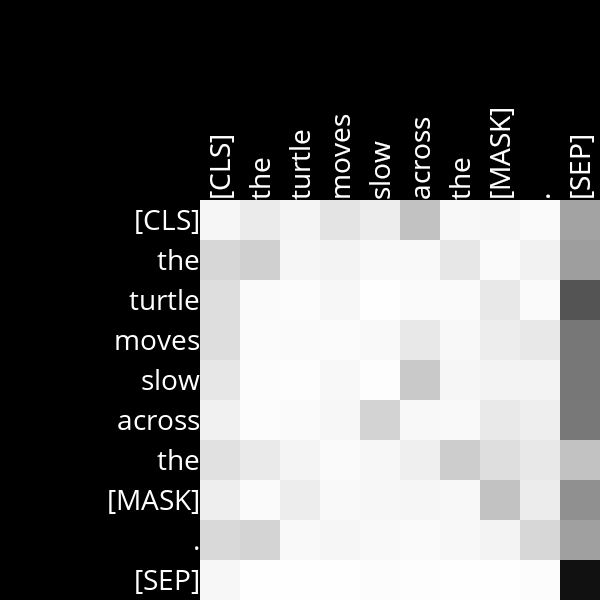 [CLS] the turtle moves slow across the [MASK] . [SEP]
[CLS]
the
turtle
moves
slow
across
the
[MASK]
.
[SEP]